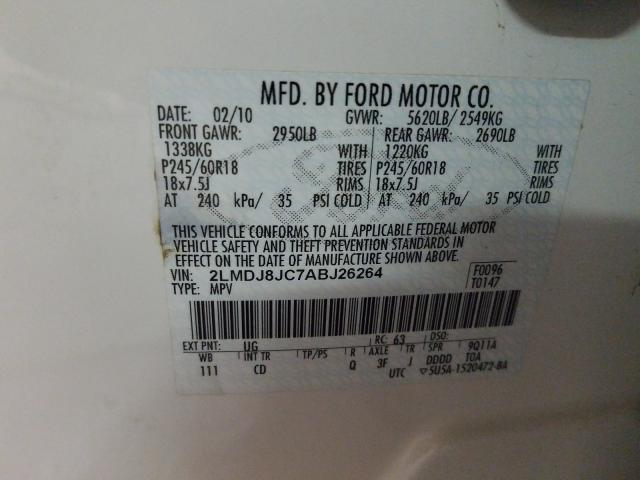 MFD. BY FORD MOTOR CO.
DATE: 02/10 GVWR: 5620LB/ 2549KG
FRONT GAWR: 2950LB REAR GAWR: 2690LB
1338KG WITH 1220KG WITH
P245/60R18 TIRES P245/60R18 TIRES
18x7.5J RIMS 18x7.5J RIMS
AT 240 kPa/ 35 PSI COLD AT 240 kPa/ 35 PSI COLD
THIS VEHICLE CONFORMS TO ALL APPLICABLE FEDERAL MOTOR
VEHICLE SAFETY AND THEFT PREVENTION STANDARDS IN
EFFECT ON THE DATE OF MANUFACTURE SHOWN ABOVE.
VIN: 2LMDJ8JC7ABJ26264 F0096
TYPE: MPV T0147
EXT PNT: UG RC: 63 DSO:
WB INT TR TP/PS R AXLE TR SPR 9Q11A
111 CD Q 3F J DDDD TOA
UTC ▽5U5A-1520472-BA